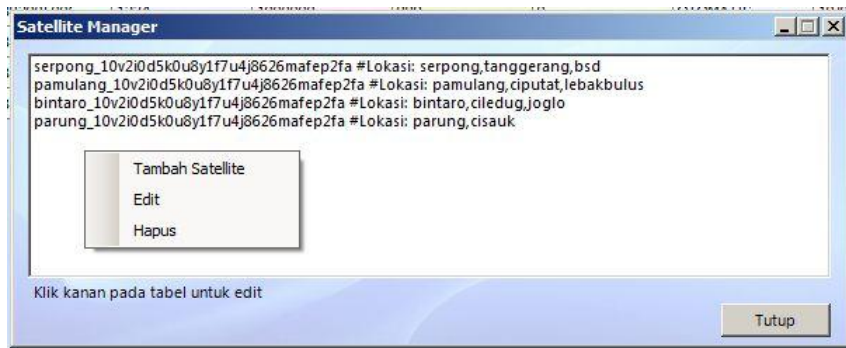 Satellite Manager
serpong_10v2i0d5k0u8y1f7u4j8626mafep2fa #Lokasi: serpong,tanggerang,bsd
pamulang_10v2i0d5k0u8y1f7u4j8626mafep2fa #Lokasi: pamulang,ciputat,lebakbulus
bintaro_10v2i0d5k0u8y1f7u4j8626mafep2fa #Lokasi: bintaro,ciledug,joglo
parung_10v2i0d5k0u8y1f7u4j8626mafep2fa #Lokasi: parung,cisauk
Tambah Satellite
Edit
Hapus
Klik kanan pada tabel untuk edit
Tutup